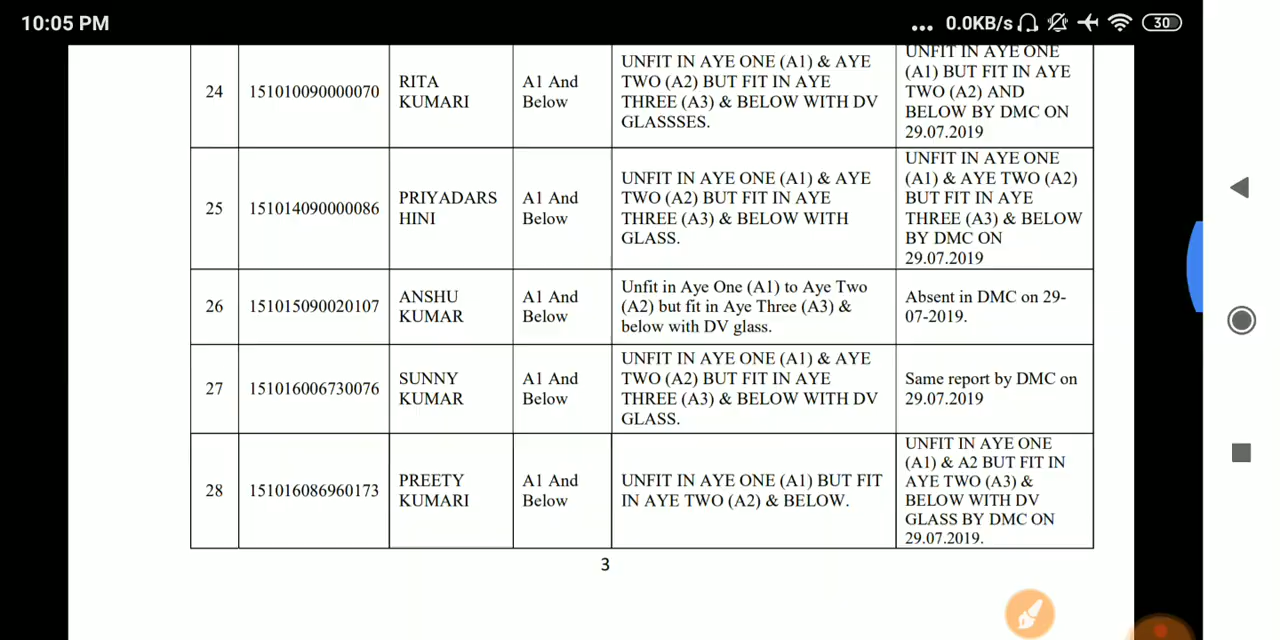 10:05 PM
... 0.0KB/s 30
24 151010090000070 RITA KUMARI A1 And Below
UNFIT IN AYE ONE (A1) & AYE
TWO (A2) BUT FIT IN AYE
THREE (A3) & BELOW WITH DV
GLASSSES.
UNFIT IN AYE ONE
(A1) BUT FIT IN AYE
TWO (A2) AND
BELOW BY DMC ON
29.07.2019
25 151014090000086 PRIYADARS HINI A1 And Below
UNFIT IN AYE ONE (A1) & AYE
TWO (A2) BUT FIT IN AYE
THREE (A3) & BELOW WITH
GLASS.
UNFIT IN AYE ONE
(A1) & AYE TWO (A2)
BUT FIT IN AYE
THREE (A3) & BELOW
BY DMC ON
29.07.2019
26 151015090020107 ANSHU KUMAR A1 And Below
Unfit in Aye One (A1) to Aye Two
(A2) but fit in Aye Three (A3) &
below with DV glass.
Absent in DMC on 29-
07-2019.
27 151016006730076 SUNNY KUMAR A1 And Below
UNFIT IN AYE ONE (A1) & AYE
TWO (A2) BUT FIT IN AYE
THREE (A3) & BELOW WITH DV
GLASS.
Same report by DMC on
29.07.2019
28 151016086960173 PREETY KUMARI A1 And Below
UNFIT IN AYE ONE (A1) BUT FIT
IN AYE TWO (A2) & BELOW.
UNFIT IN AYE ONE
(A1) & A2 BUT FIT IN
AYE TWO (A3) &
BELOW WITH DV
GLASS BY DMC ON
29.07.2019.
3